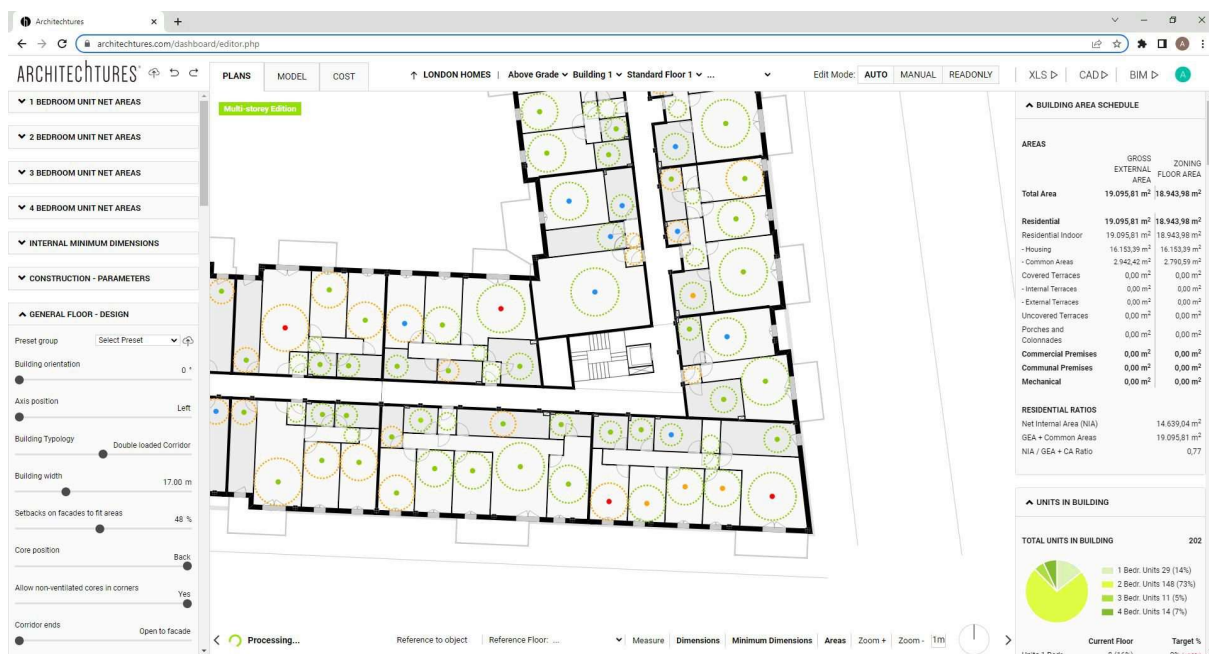 Architechtures
architechtures.com/dashboard/editor.php
A
ARCHITECHTURES
PLANS MODEL COST
↑ LONDON HOMES | Above Grade Building 1 Standard Floor 1 ...
Edit Mode: AUTO MANUAL READONLY
XLS CAD BIM A
Multi-storey Edition
1 BEDROOM UNIT NET AREAS
2 BEDROOM UNIT NET AREAS
3 BEDROOM UNIT NET AREAS
4 BEDROOM UNIT NET AREAS
INTERNAL MINIMUM DIMENSIONS
CONSTRUCTION - PARAMETERS
GENERAL FLOOR - DESIGN
Preset group Select Preset
Building orientation 0 °
Axis position Left
Building Typology Double loaded Corridor
Building width 17.00 m
Setbacks on facades to fit areas 48 %
Core position Back
Allow non-ventilated cores in corners Yes
Corridor ends Open to facade
Processing...
Reference to object Reference Floor: ... Measure Dimensions Minimum Dimensions Areas Zoom + Zoom - 1m
BUILDING AREA SCHEDULE
AREAS
GROSS EXTERNAL AREA ZONING FLOOR AREA
Total Area 19.095,81 m² 18.943,98 m²
Residential 19.095,81 m² 18.943,98 m²
Residential Indoor 19.095,81 m² 18.943,98 m²
- Housing 16.153,39 m² 16.153,39 m²
- Common Areas 2.942,42 m² 2.790,59 m²
Covered Terraces 0,00 m² 0,00 m²
- Internal Terraces 0,00 m² 0,00 m²
- External Terraces 0,00 m² 0,00 m²
Uncovered Terraces 0,00 m² 0,00 m²
Porches and Colonnades 0,00 m² 0,00 m²
Commercial Premises 0,00 m² 0,00 m²
Communal Premises 0,00 m² 0,00 m²
Mechanical 0,00 m² 0,00 m²
RESIDENTIAL RATIOS
Net Internal Area (NIA) 14.639,04 m²
GEA + Common Areas 19.095,81 m²
NIA / GEA + CA Ratio 0,77
UNITS IN BUILDING
TOTAL UNITS IN BUILDING 202
1 Bedr. Units 29 (14%)
2 Bedr. Units 148 (73%)
3 Bedr. Units 11 (5%)
4 Bedr. Units 14 (7%)
Current Floor Target %